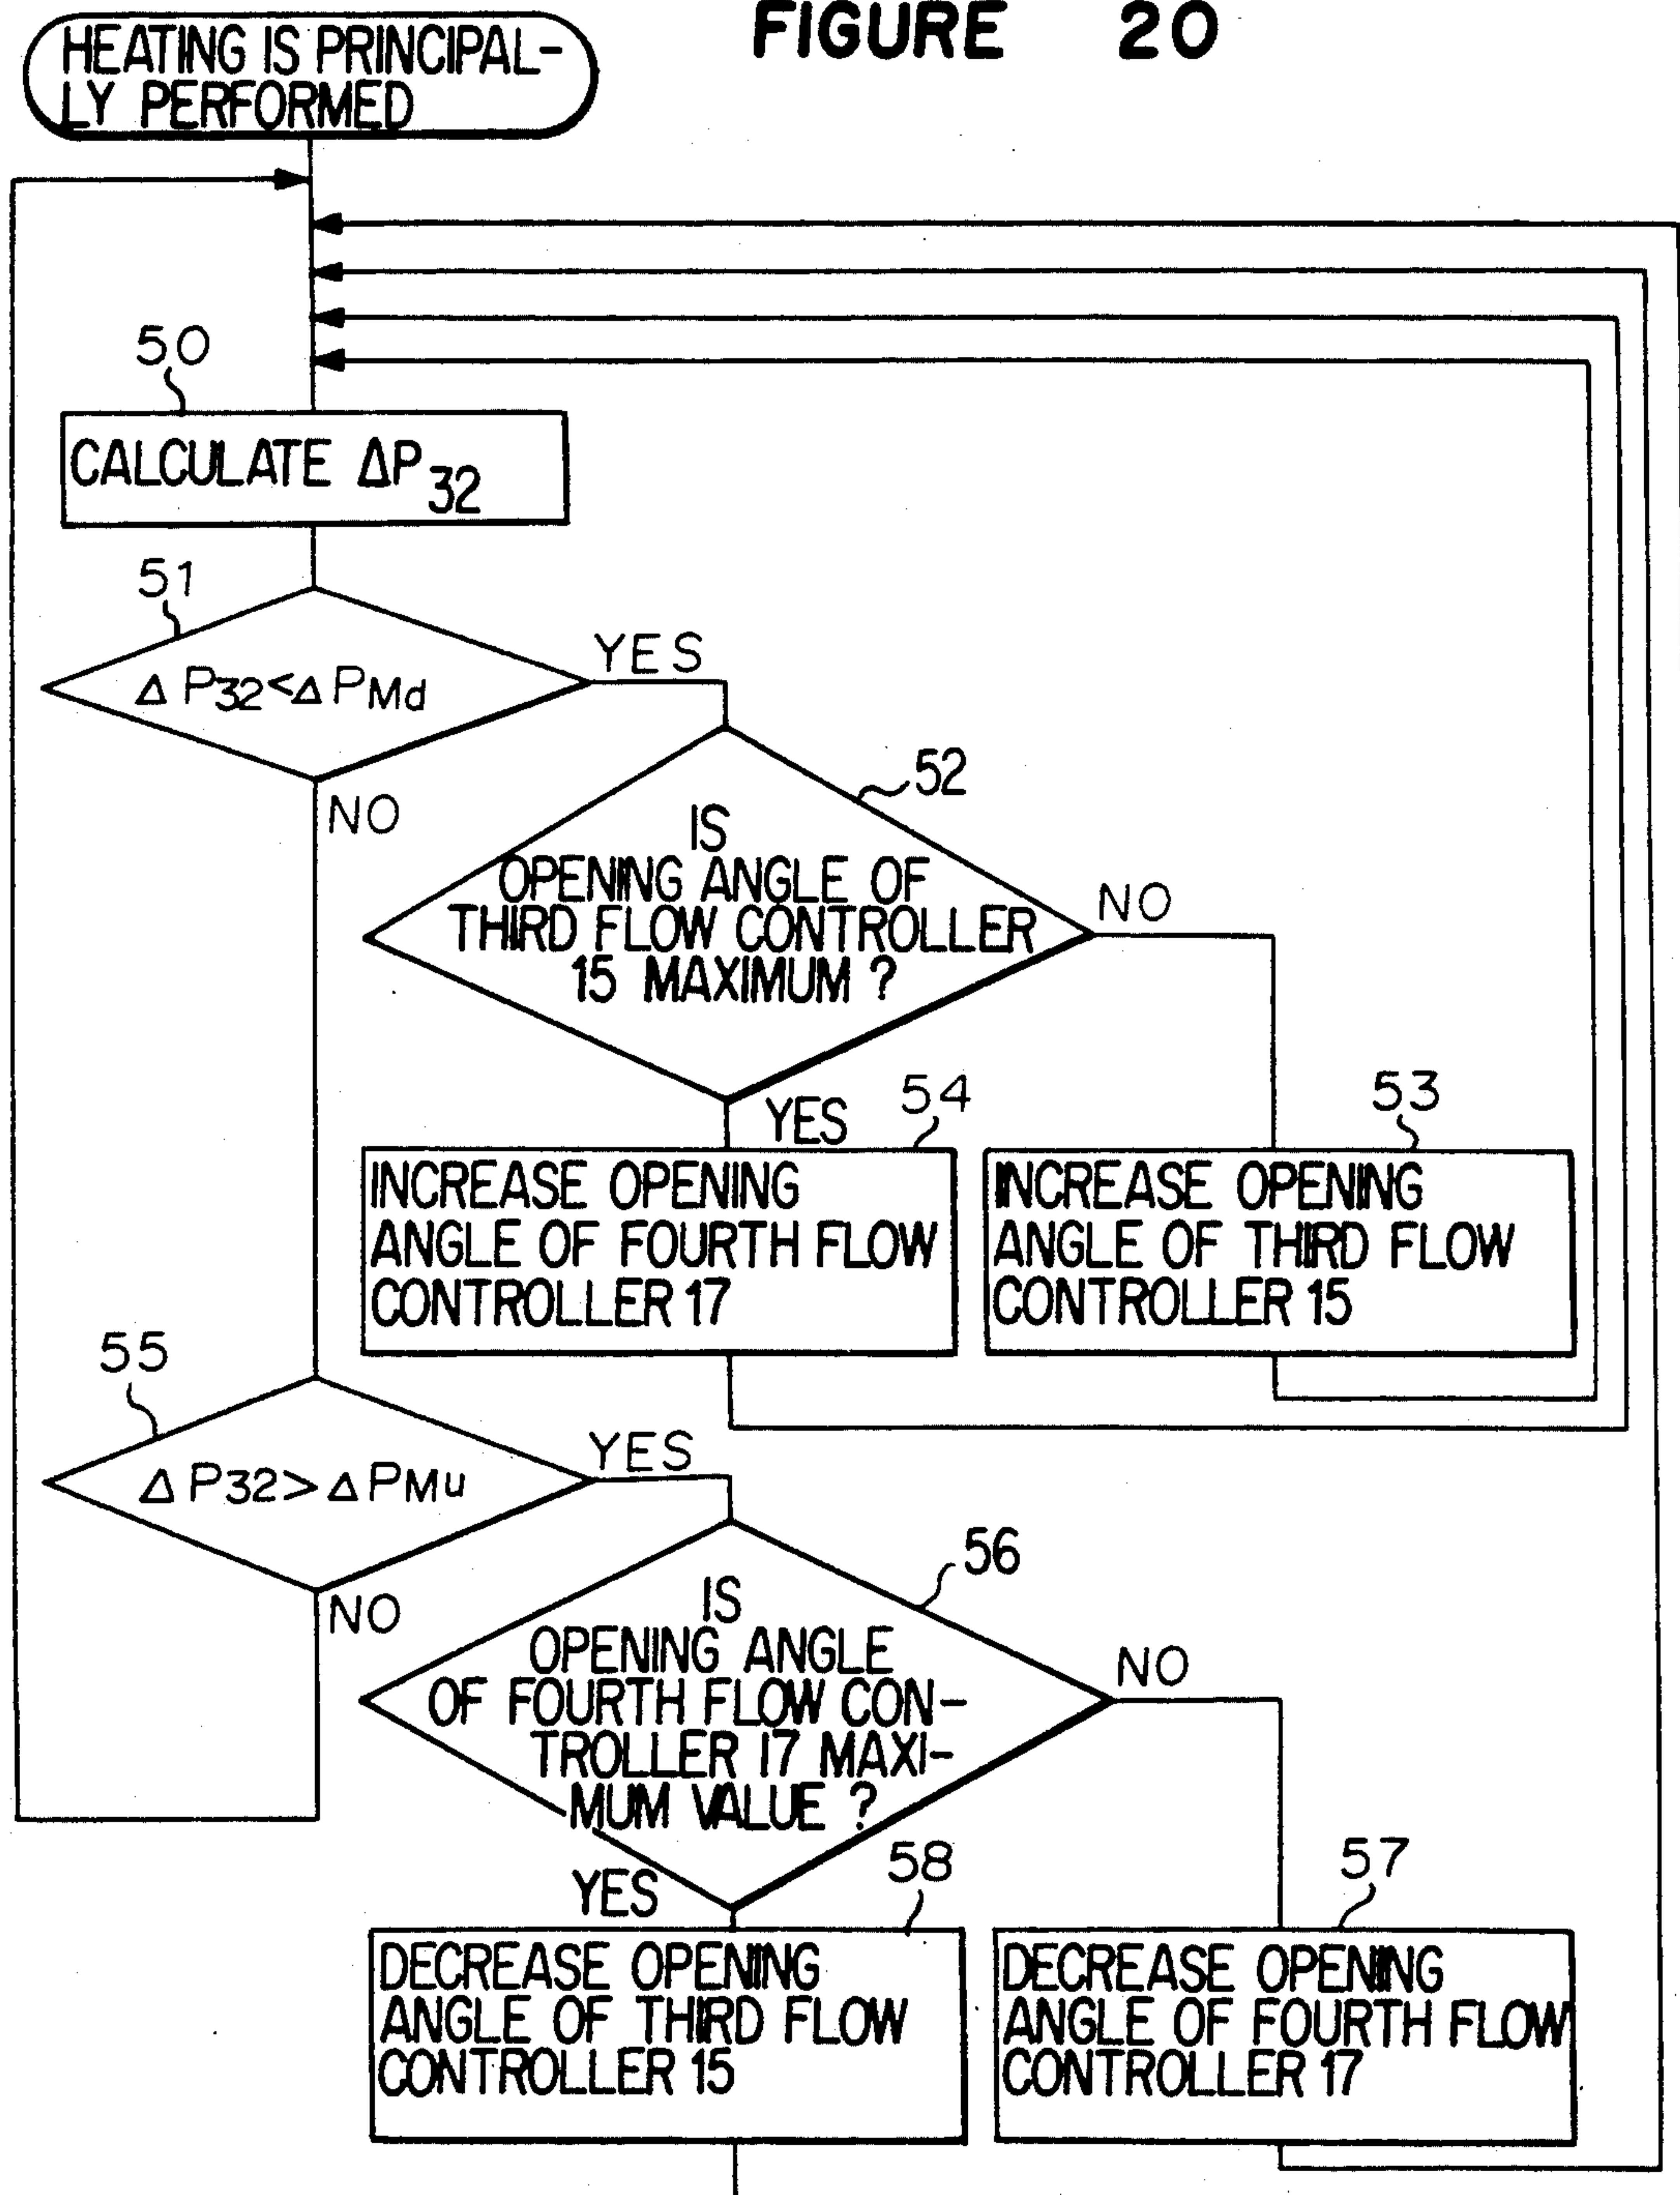 FIGURE 20
HEATING IS PRINCIPAL-
LY PERFORMED
50
CALCULATE ΔP32
51
ΔP32<ΔPMd
YES
NO
52
IS
OPENING ANGLE OF
THIRD FLOW CONTROLLER
15 MAXIMUM ?
NO
YES
54
INCREASE OPENING
ANGLE OF FOURTH FLOW
CONTROLLER 17
53
INCREASE OPENING
ANGLE OF THIRD FLOW
CONTROLLER 15
55
ΔP32>ΔPMu
YES
NO
56
IS
OPENING ANGLE
OF FOURTH FLOW CON-
TROLLER 17 MAXI-
MUM VALUE ?
NO
YES
58
DECREASE OPENING
ANGLE OF THIRD FLOW
CONTROLLER 15
57
DECREASE OPENING
ANGLE OF FOURTH FLOW
CONTROLLER 17